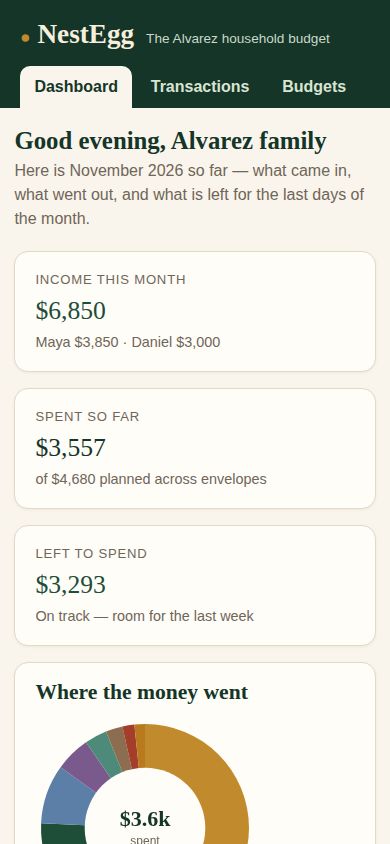 NestEgg The Alvarez household budget
Dashboard Transactions Budgets
Good evening, Alvarez family
Here is November 2026 so far — what came in,
what went out, and what is left for the last days of
the month.
INCOME THIS MONTH
$6,850
Maya $3,850 · Daniel $3,000
SPENT SO FAR
$3,557
of $4,680 planned across envelopes
LEFT TO SPEND
$3,293
On track — room for the last week
Where the money went
$3.6k
spent